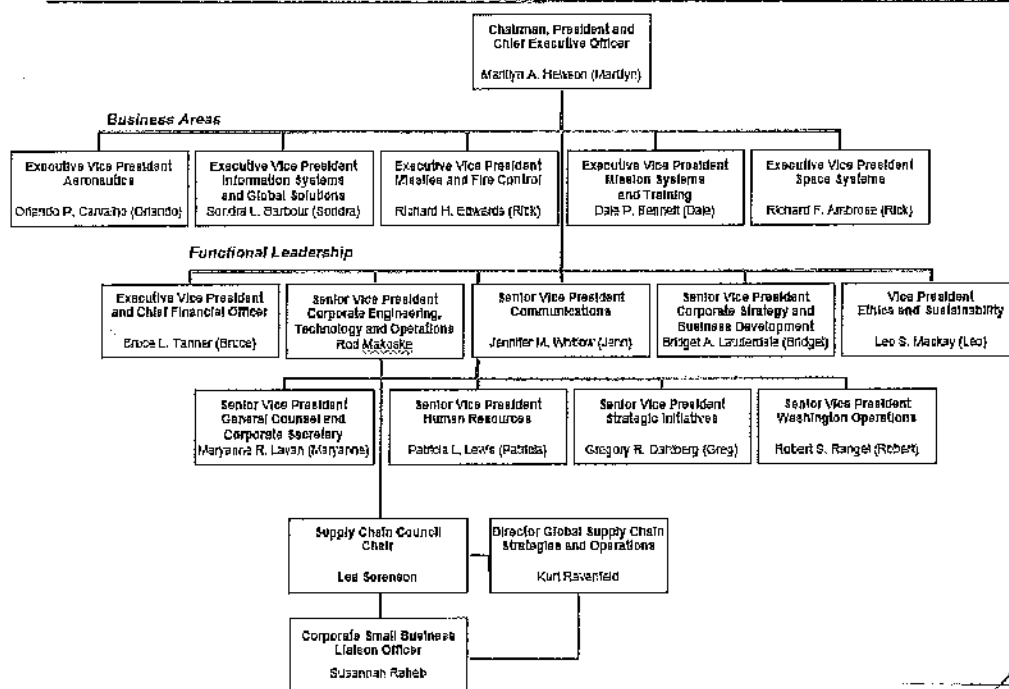 Chairman, President and
Chief Executive Officer
Marillyn A. Hewson (Marillyn)
Business Areas
Executive Vice President
Aeronautics
Orlando P. Carvalho (Orlando)
Executive Vice President
Information Systems
and Global Solutions
Sondra L. Barbour (Sondra)
Executive Vice President
Missiles and Fire Control
Richard H. Edwards (Rick)
Executive Vice President
Mission Systems
and Training
Dale P. Bennett (Dale)
Executive Vice President
Space Systems
Richard F. Ambrose (Rick)
Functional Leadership
Executive Vice President
and Chief Financial Officer
Bruce L. Tanner (Bruce)
Senior Vice President
Corporate Engineering,
Technology and Operations
Rod Makoske
Senior Vice President
Communications
Jennifer M. Whitlow (Jenn)
Senior Vice President
Corporate Strategy and
Business Development
Bridget A. Lauderdale (Bridget)
Vice President
Ethics and Sustainability
Leo S. Mackay (Leo)
Senior Vice President
General Counsel and
Corporate Secretary
Maryanne R. Lavan (Maryanne)
Senior Vice President
Human Resources
Patricia L. Lewis (Patricia)
Senior Vice President
Strategic Initiatives
Gregory R. Dahlberg (Greg)
Senior Vice President
Washington Operations
Robert S. Rangel (Robert)
Supply Chain Council
Chair
Les Sorenson
Director Global Supply Chain
Strategies and Operations
Kurt Ravenfeld
Corporate Small Business
Liaison Officer
Susannah Raheb